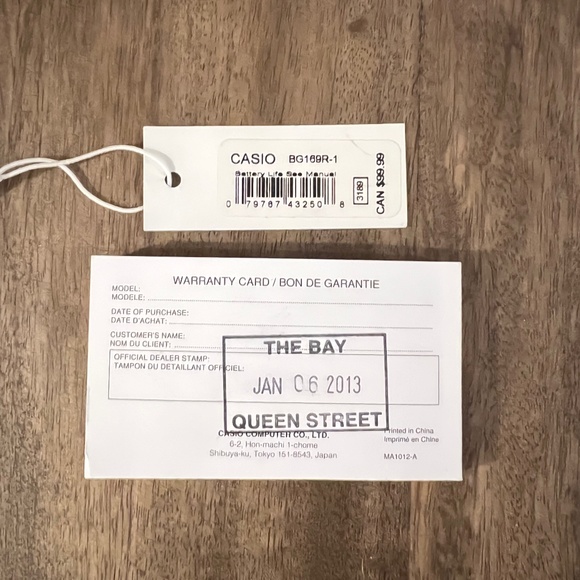 CASIO BG169R-1
Battery Life See Manual
0 79767 43250 8
3189
CAN $99.99
WARRANTY CARD / BON DE GARANTIE
MODEL:
MODELE:
DATE OF PURCHASE:
DATE D'ACHAT:
CUSTOMER'S NAME:
NOM DU CLIENT:
OFFICIAL DEALER STAMP:
TAMPON DU DETAILLANT OFFICIEL:
THE BAY
JAN 06 2013
QUEEN STREET
CASIO COMPUTER CO., LTD.
6-2, Hon-machi 1-chome
Shibuya-ku, Tokyo 151-8543, Japan
Printed in China
Imprimé en Chine
MA1012-A